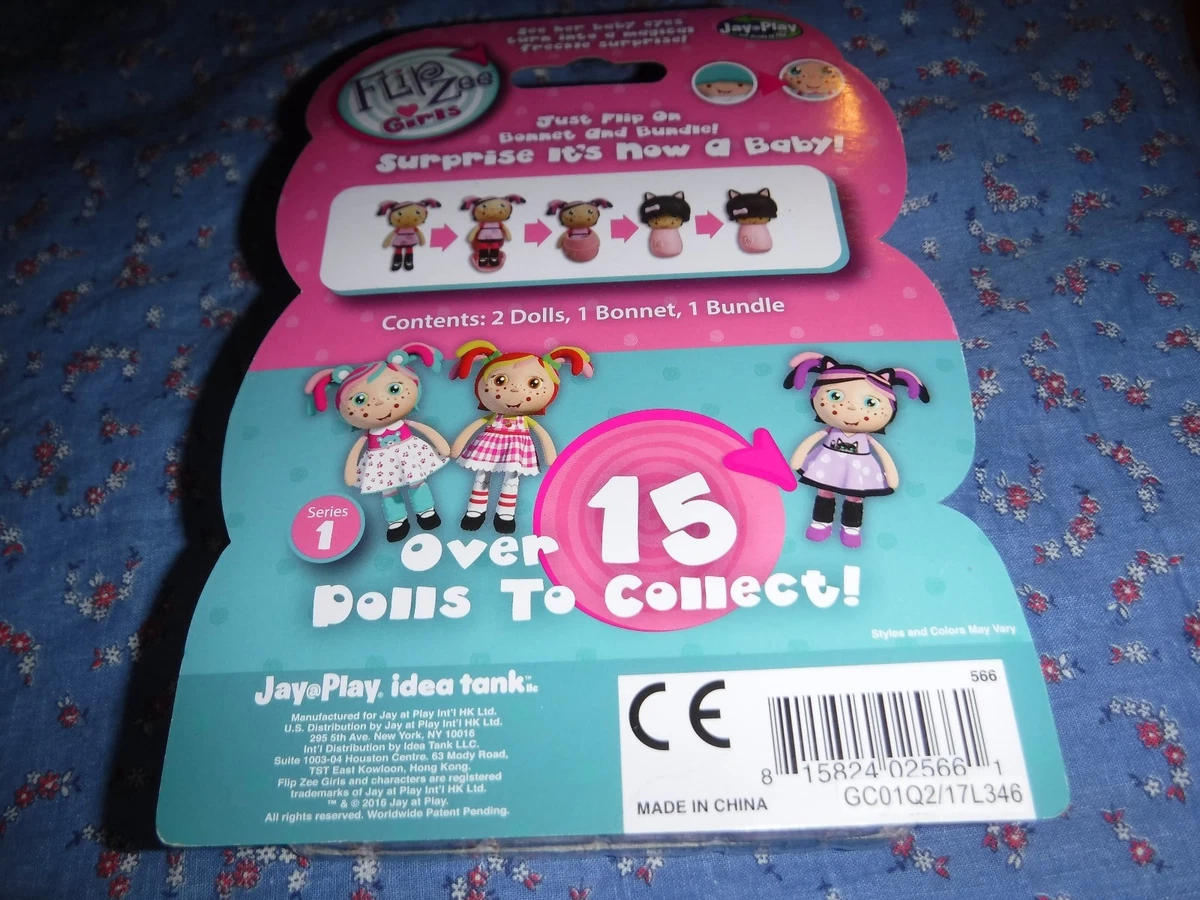 See her baby eyes
turn into a magical
freckle surprise!
Jay@Play
FLip Zee
Girls
Just Flip On
Bonnet and Bundle!
Surprise It's Now a Baby!
Contents: 2 Dolls, 1 Bonnet, 1 Bundle
Series
1
Over 15
Dolls To Collect!
Styles and Colors May Vary
Jay@Play® idea tank™ llc
Manufactured for Jay at Play Int'l HK Ltd.
U.S. Distribution by Jay at Play Int'l HK Ltd.
295 5th Ave. New York, NY 10016
Int'l Distribution by Idea Tank LLC.
Suite 1003-04 Houston Centre. 63 Mody Road,
TST East Kowloon, Hong Kong.
Flip Zee Girls and characters are registered
trademarks of Jay at Play Int'l HK Ltd.
™ & © 2016 Jay at Play.
All rights reserved. Worldwide Patent Pending.
CE
566
8 15824 02566 1
MADE IN CHINA
GC01Q2/17L346